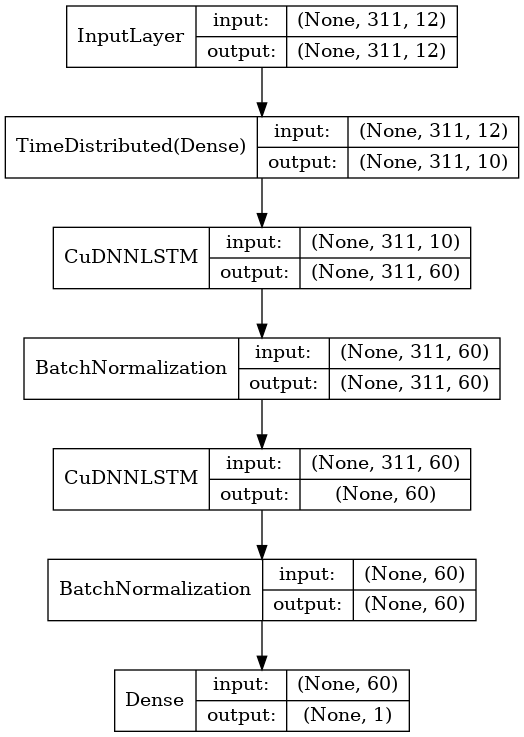 InputLayer
input: (None, 311, 12)
output: (None, 311, 12)
TimeDistributed(Dense)
input: (None, 311, 12)
output: (None, 311, 10)
CuDNNLSTM
input: (None, 311, 10)
output: (None, 311, 60)
BatchNormalization
input: (None, 311, 60)
output: (None, 311, 60)
CuDNNLSTM
input: (None, 311, 60)
output: (None, 60)
BatchNormalization
input: (None, 60)
output: (None, 60)
Dense
input: (None, 60)
output: (None, 1)